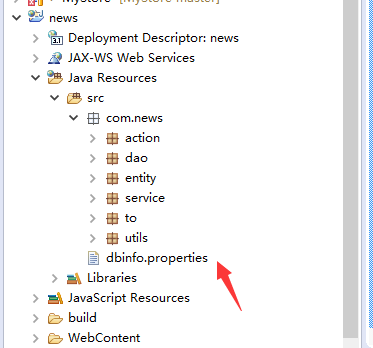 MyStore [MyStore master]
news
Deployment Descriptor: news
JAX-WS Web Services
Java Resources
src
com.news
action
dao
entity
service
to
utils
dbinfo.properties
Libraries
JavaScript Resources
build
WebContent